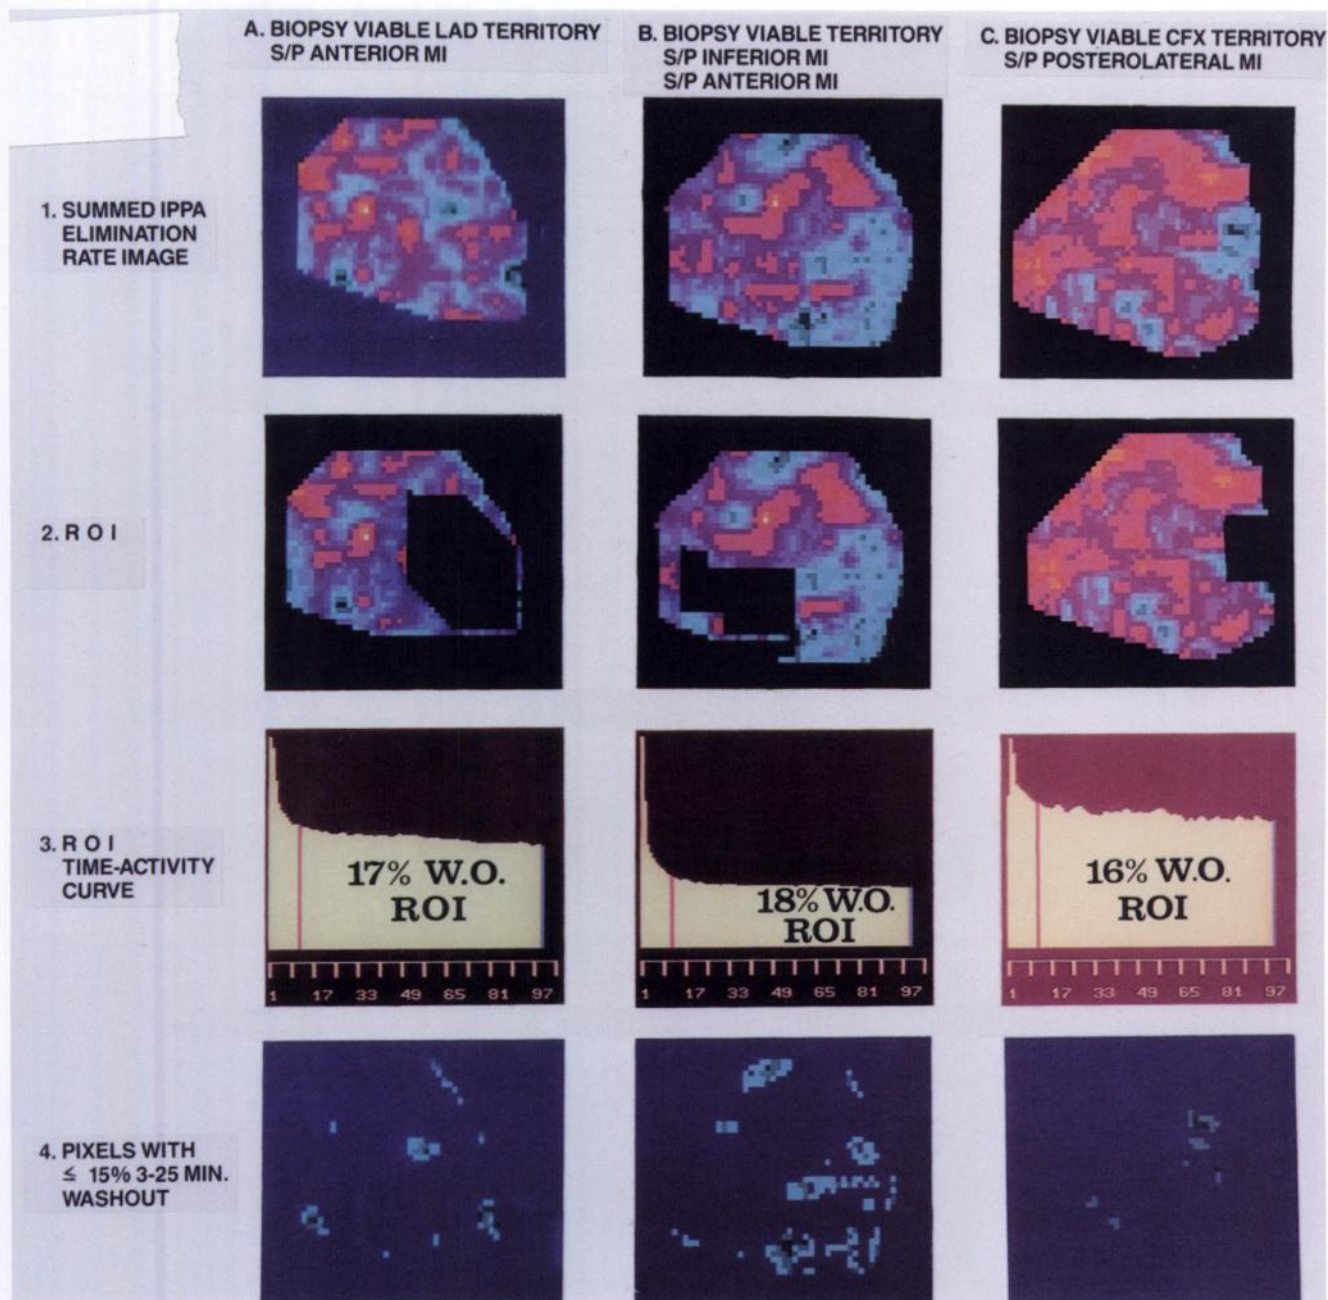 A. BIOPSY VIABLE LAD TERRITORY
S/P ANTERIOR MI
B. BIOPSY VIABLE TERRITORY
S/P INFERIOR MI
S/P ANTERIOR MI
C. BIOPSY VIABLE CFX TERRITORY
S/P POSTEROLATERAL MI
1. SUMMED IPPA
ELIMINATION
RATE IMAGE
2. R O I
3. R O I
TIME-ACTIVITY
CURVE
17% W.O.
ROI
1 17 33 49 65 81 97
18% W.O.
ROI
1 17 33 49 65 81 97
16% W.O.
ROI
1 17 33 49 65 81 97
4. PIXELS WITH
≤ 15% 3-25 MIN.
WASHOUT